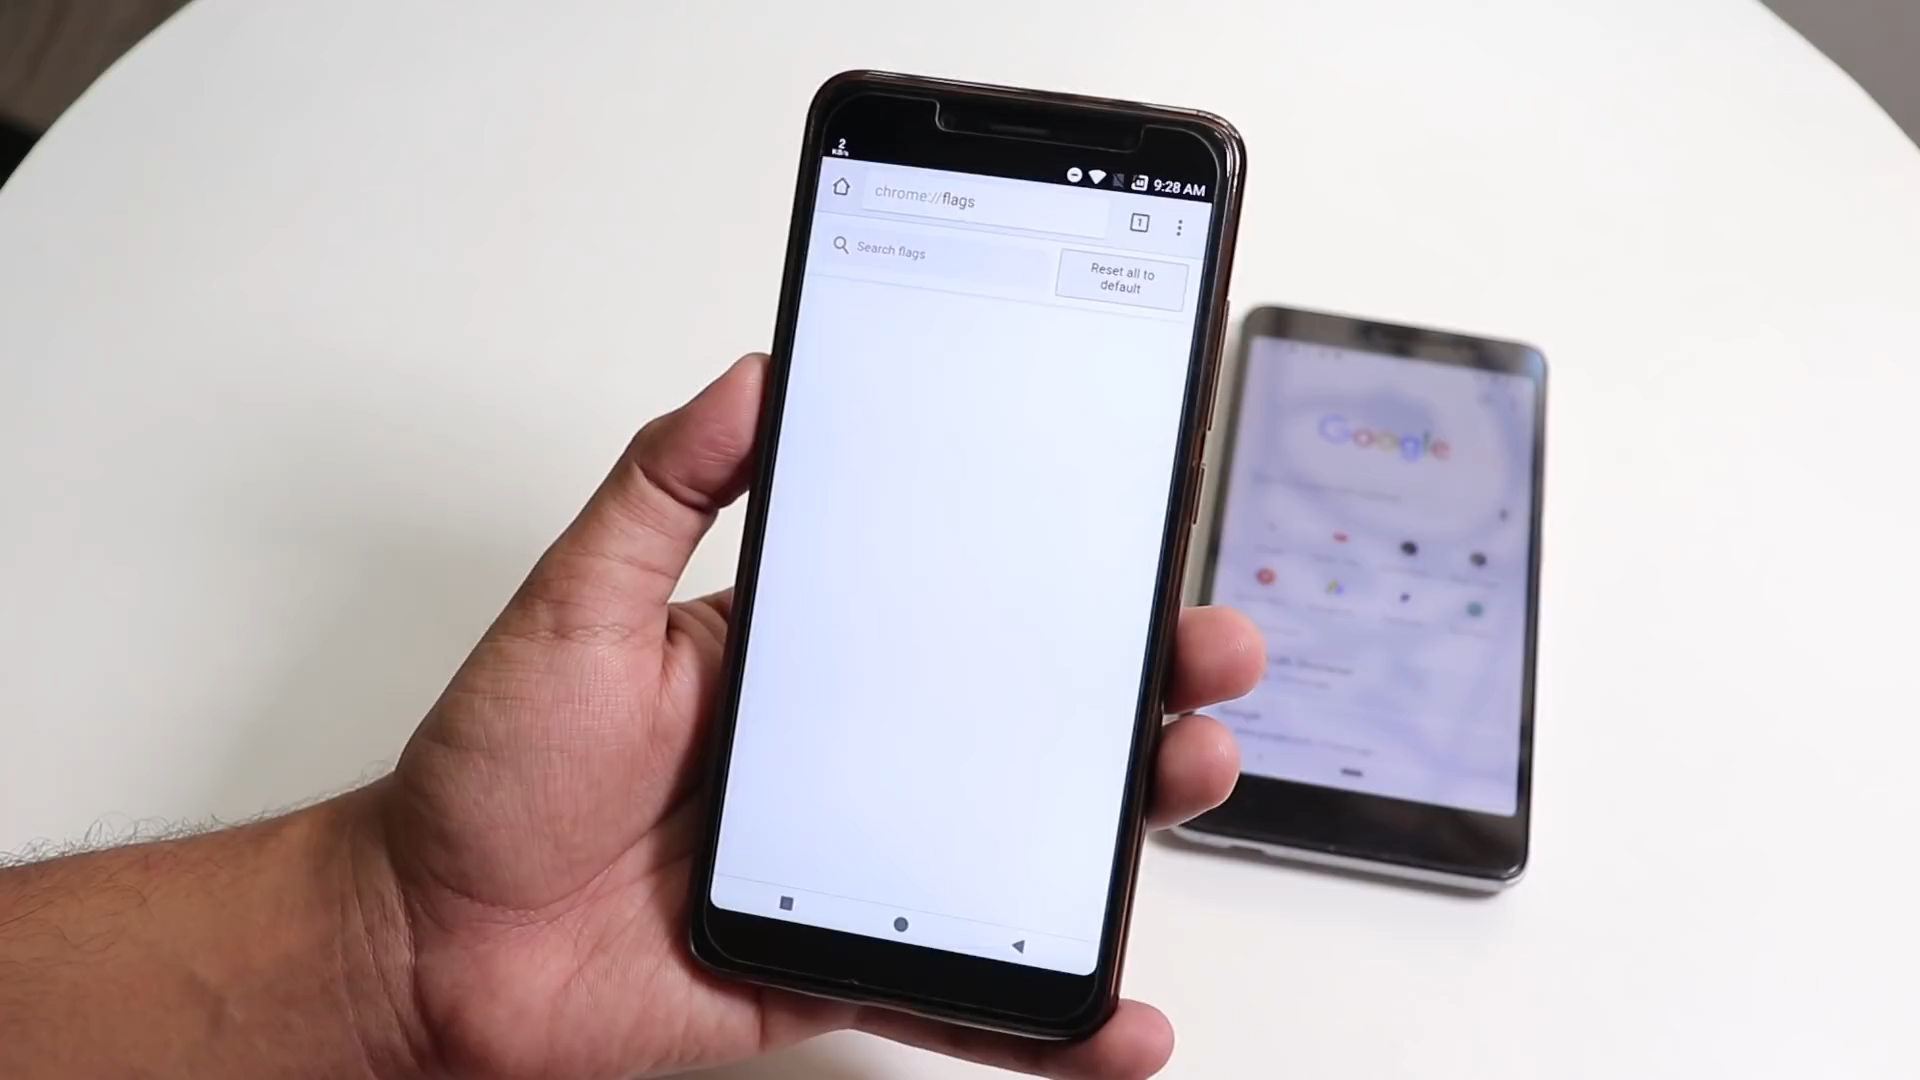 2
KB/s
9:28 AM
chrome://flags
1
Search flags
Reset all to
default
Google